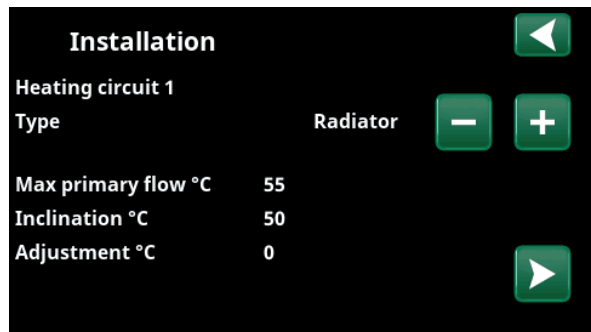 Installation
Heating circuit 1
Type Radiator
Max primary flow °C 55
Inclination °C 50
Adjustment °C 0